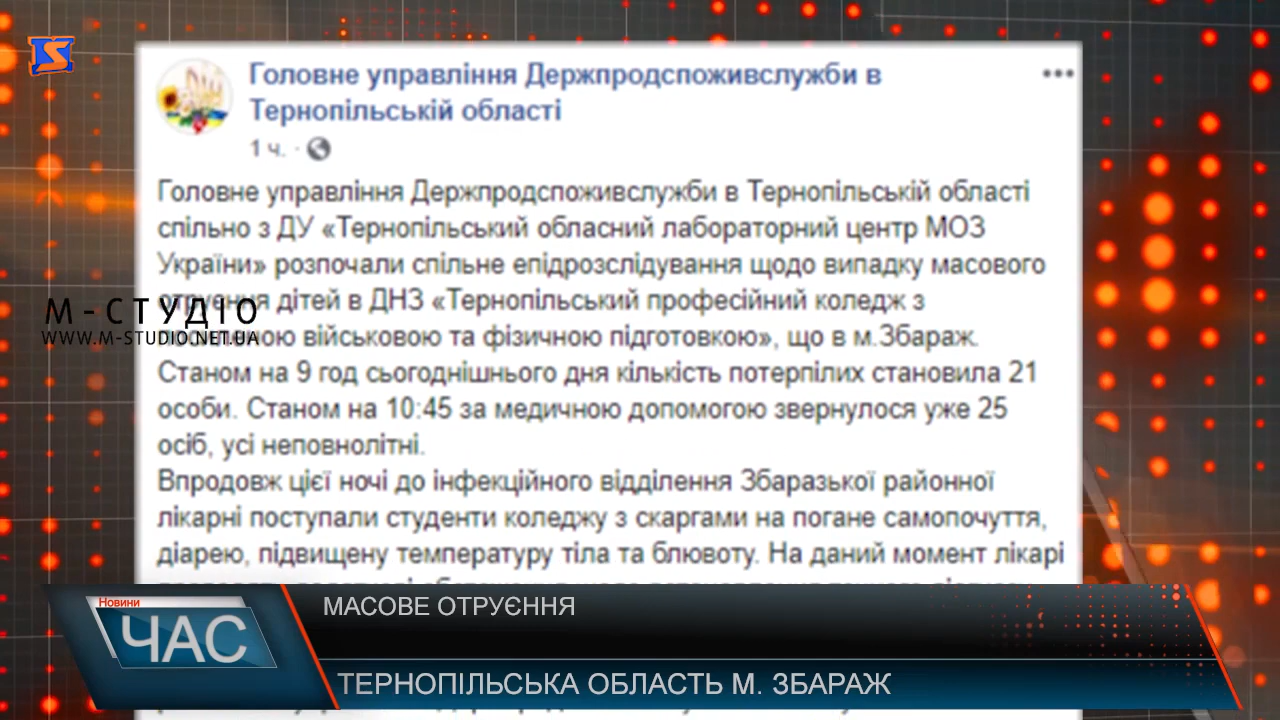 Головне управління Держпродспоживслужби в
Тернопільській області
1 ч.
Головне управління Держпродспоживслужби в Тернопільській області
спільно з ДУ «Тернопільський обласний лабораторний центр МОЗ
України» розпочали спільне епідрозслідування щодо випадку масового
отруєння дітей в ДНЗ «Тернопільський професійний коледж з
військовою та фізичною підготовкою», що в м.Збараж.
Станом на 9 год сьогоднішнього дня кількість потерпілих становила 21
особи. Станом на 10:45 за медичною допомогою звернулося уже 25
осіб, усі неповнолітні.
Впродовж цієї ночі до інфекційного відділення Збаразької районної
лікарні поступали студенти коледжу з скаргами на погане самопочуття,
діарею, підвищену температуру тіла та блювоту. На даний момент лікарі
М-СТУДІО
WWW.M-STUDIO.NET.UA
Новини
ЧАС
МАСОВЕ ОТРУЄННЯ
ТЕРНОПІЛЬСЬКА ОБЛАСТЬ М. ЗБАРАЖ